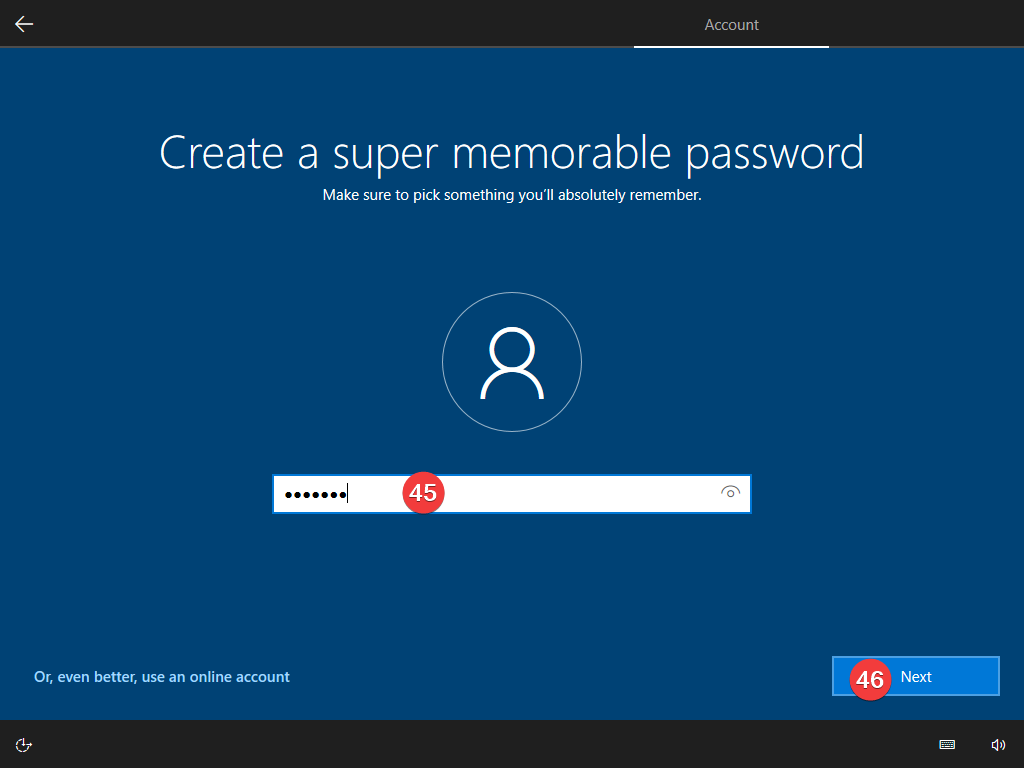 Account
Create a super memorable password
Make sure to pick something you'll absolutely remember.
•••••••
45
Or, even better, use an online account
46
Next